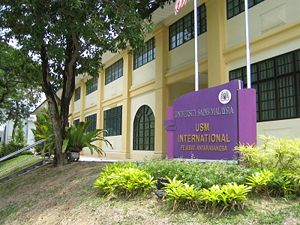 UNIVERSITI SAINS MALAYSIA
USM
INTERNATIONAL
PEJABAT ANTARABANGSA